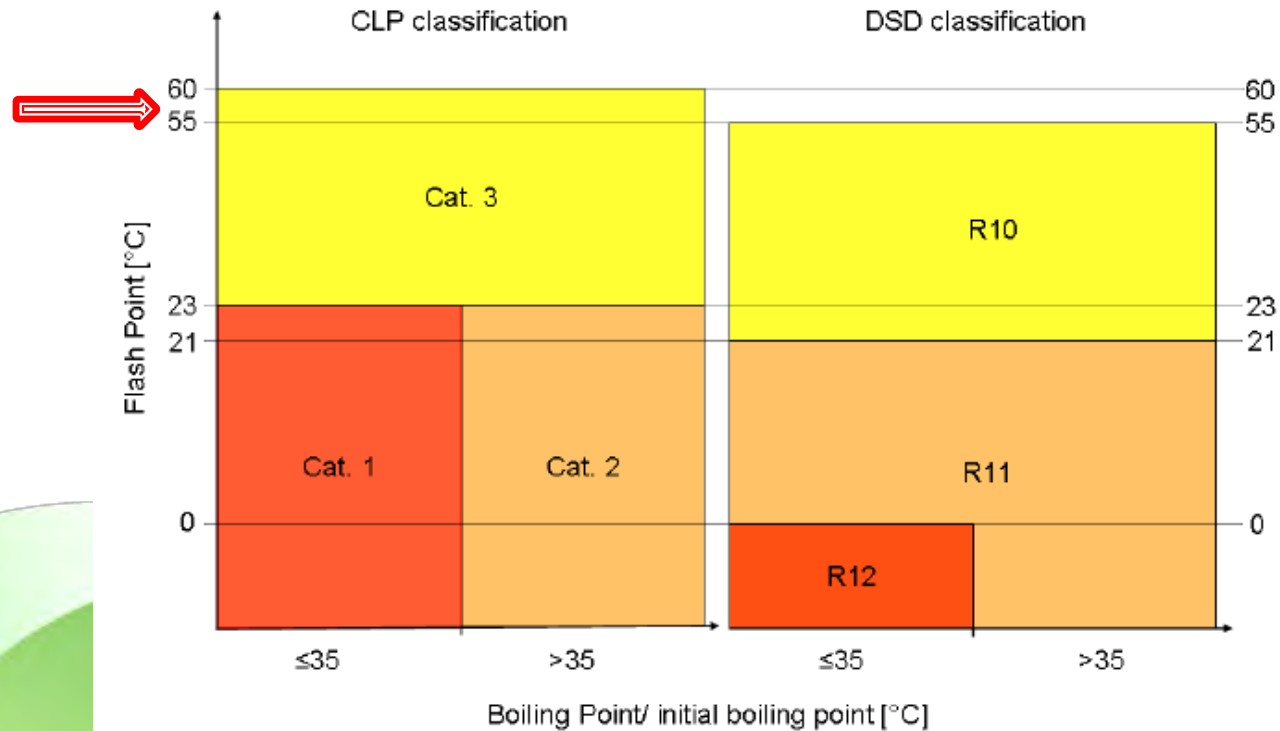 CLP classification
DSD classification
60
55
23
21
0
Flash Point [°C]
Cat. 3
Cat. 1
Cat. 2
R10
R11
R12
60
55
23
21
0
≤35
>35
≤35
>35
Boiling Point/ initial boiling point [°C]